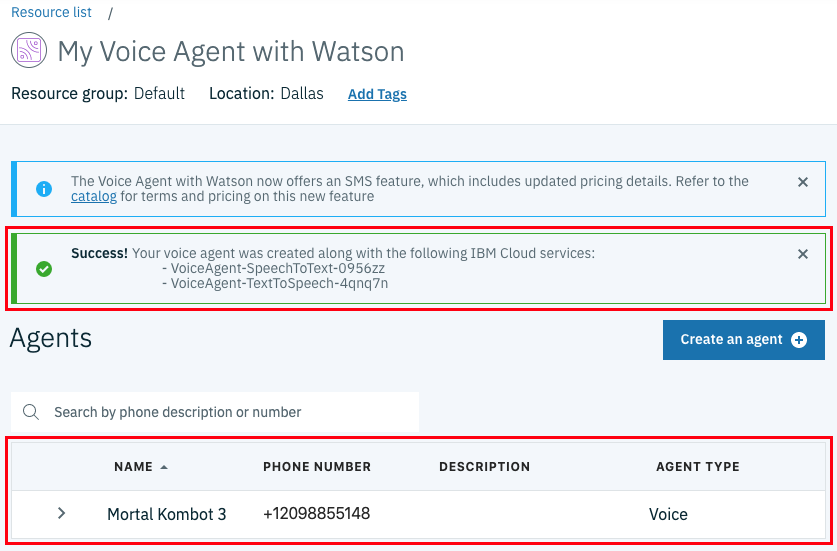 Resource list /
My Voice Agent with Watson
Resource group: Default Location: Dallas Add Tags
The Voice Agent with Watson now offers an SMS feature, which includes updated pricing details. Refer to the
catalog for terms and pricing on this new feature
Success! Your voice agent was created along with the following IBM Cloud services:
- VoiceAgent-SpeechToText-0956zz
- VoiceAgent-TextToSpeech-4qnq7n
Agents
Create an agent
Search by phone description or number
NAME PHONE NUMBER DESCRIPTION AGENT TYPE
Mortal Kombot 3 +12098855148 Voice